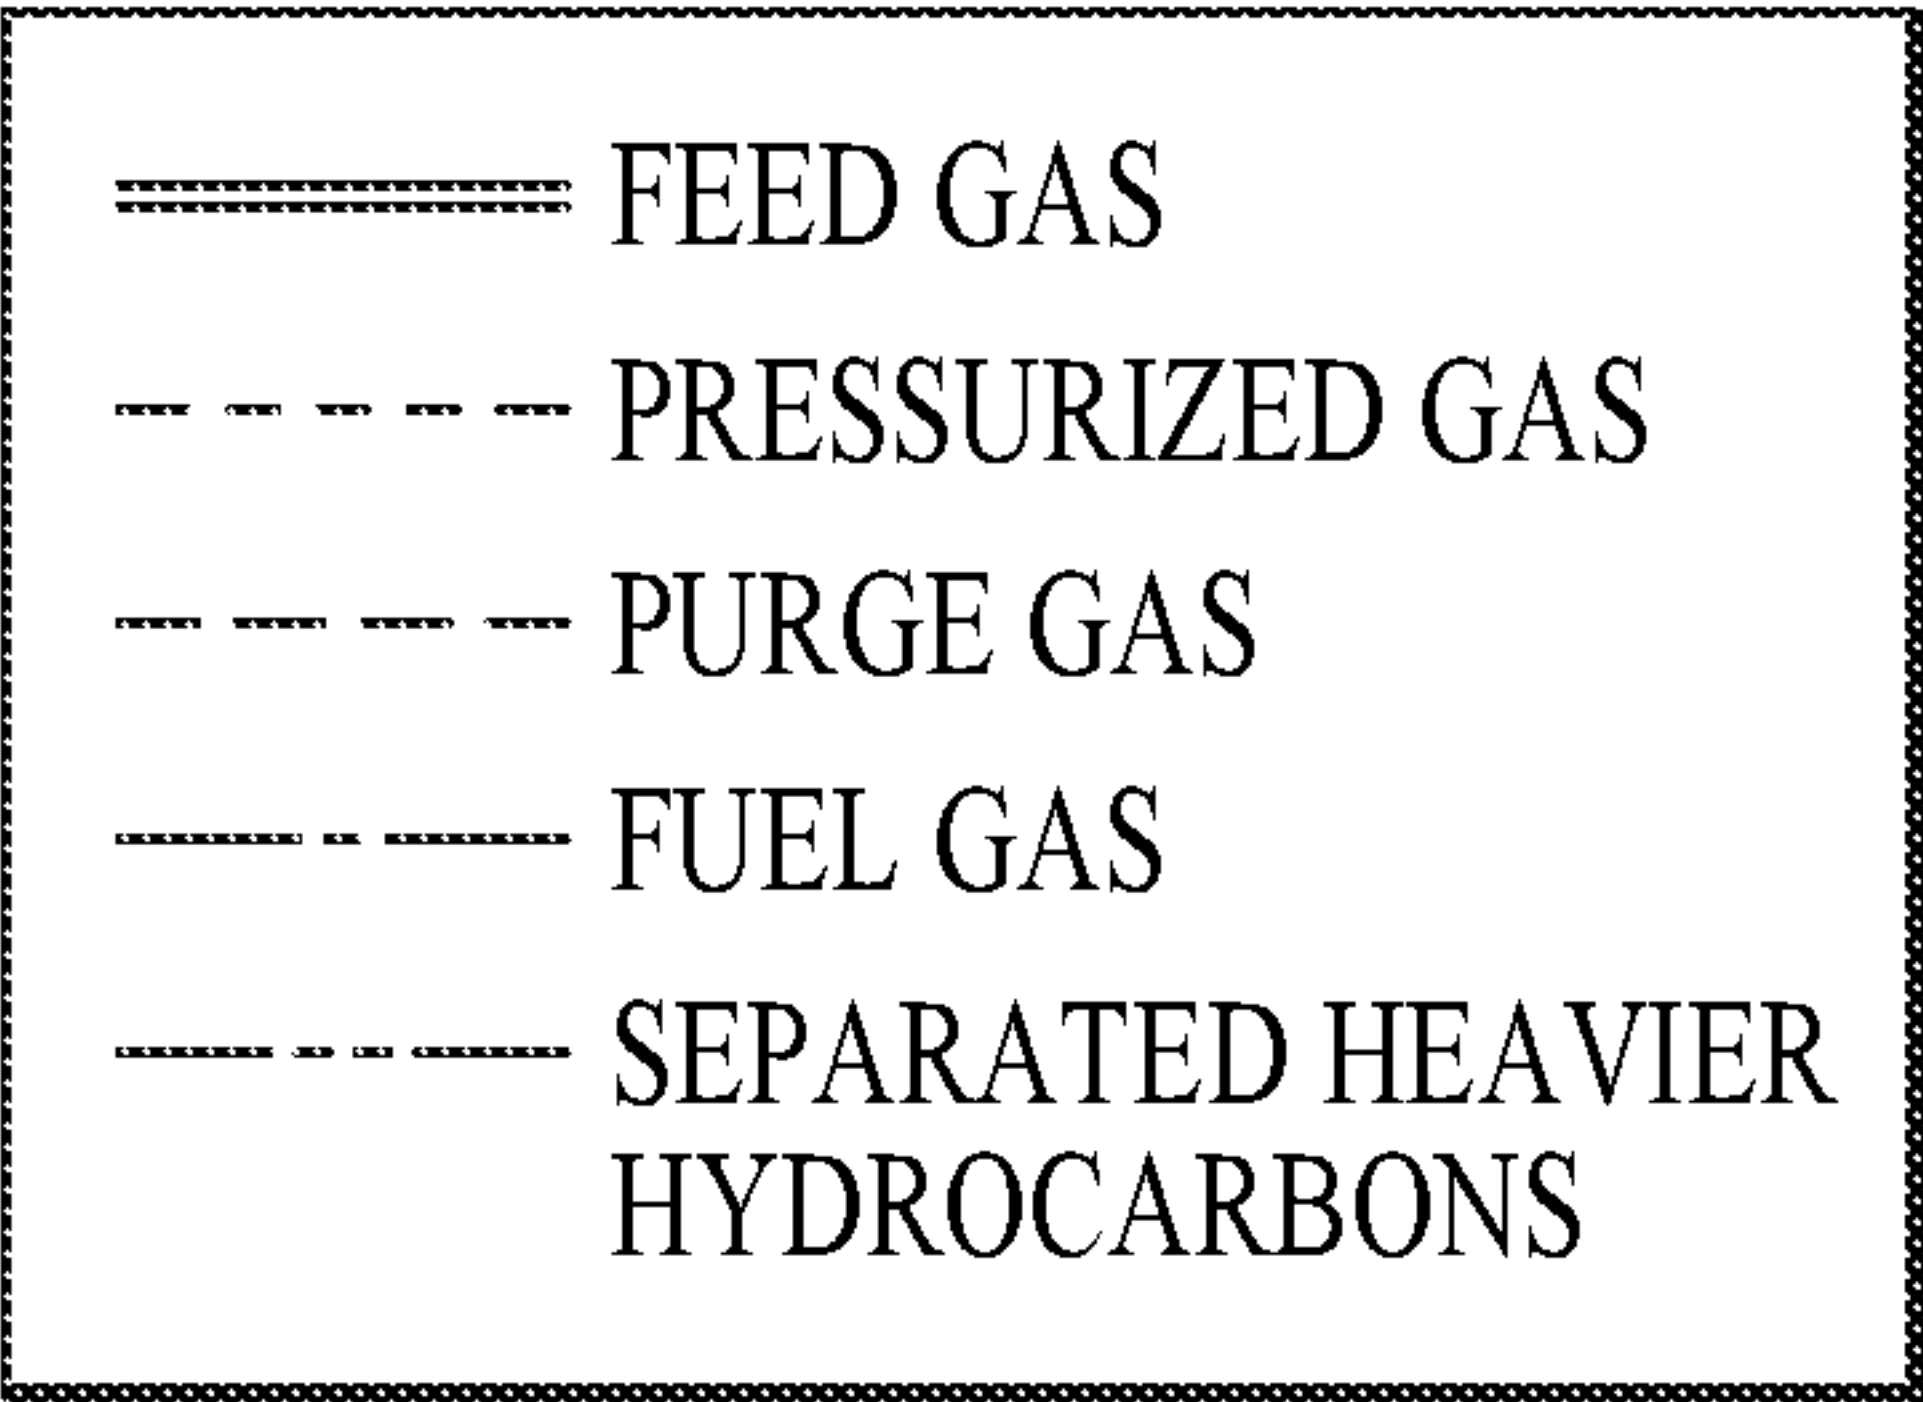 FEED GAS
PRESSURIZED GAS
PURGE GAS
FUEL GAS
SEPARATED HEAVIER
HYDROCARBONS